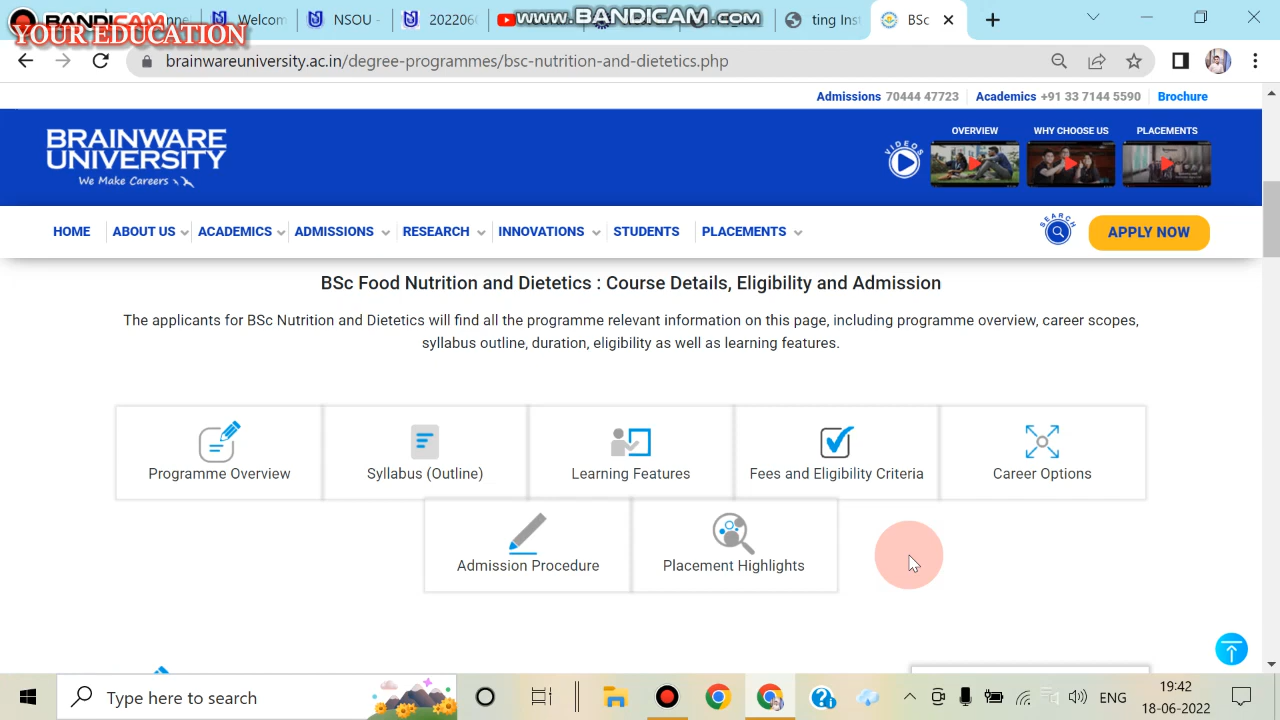 BANDICAM
YOUR EDUCATION
Welcom
NSOU -
202206
www.BANDICAM.com
ting Inst
BSc
brainwareuniversity.ac.in/degree-programmes/bsc-nutrition-and-dietetics.php
Admissions 70444 47723 Academics +91 33 7144 5590 Brochure
BRAINWARE
UNIVERSITY
We Make Careers
VIDEOS
OVERVIEW WHY CHOOSE US PLACEMENTS
HOME ABOUT US ACADEMICS ADMISSIONS RESEARCH INNOVATIONS STUDENTS PLACEMENTS
SEARCH
APPLY NOW
BSc Food Nutrition and Dietetics : Course Details, Eligibility and Admission
The applicants for BSc Nutrition and Dietetics will find all the programme relevant information on this page, including programme overview, career scopes,
syllabus outline, duration, eligibility as well as learning features.
Programme Overview Syllabus (Outline) Learning Features Fees and Eligibility Criteria Career Options
Admission Procedure Placement Highlights
Type here to search
ENG
19:42
18-06-2022